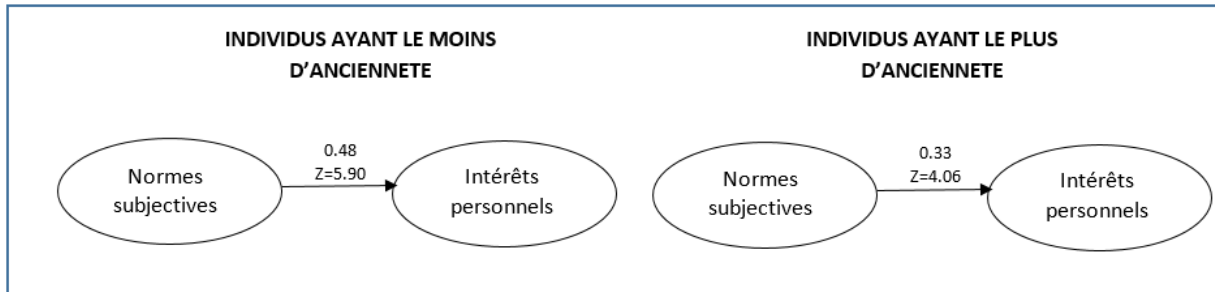 INDIVIDUS AYANT LE MOINS
D'ANCIENNETE
Normes
subjectives
0.48
Z=5.90
Intérêts
personnels
INDIVIDUS AYANT LE PLUS
D'ANCIENNETE
Normes
subjectives
0.33
Z=4.06
Intérêts
personnels